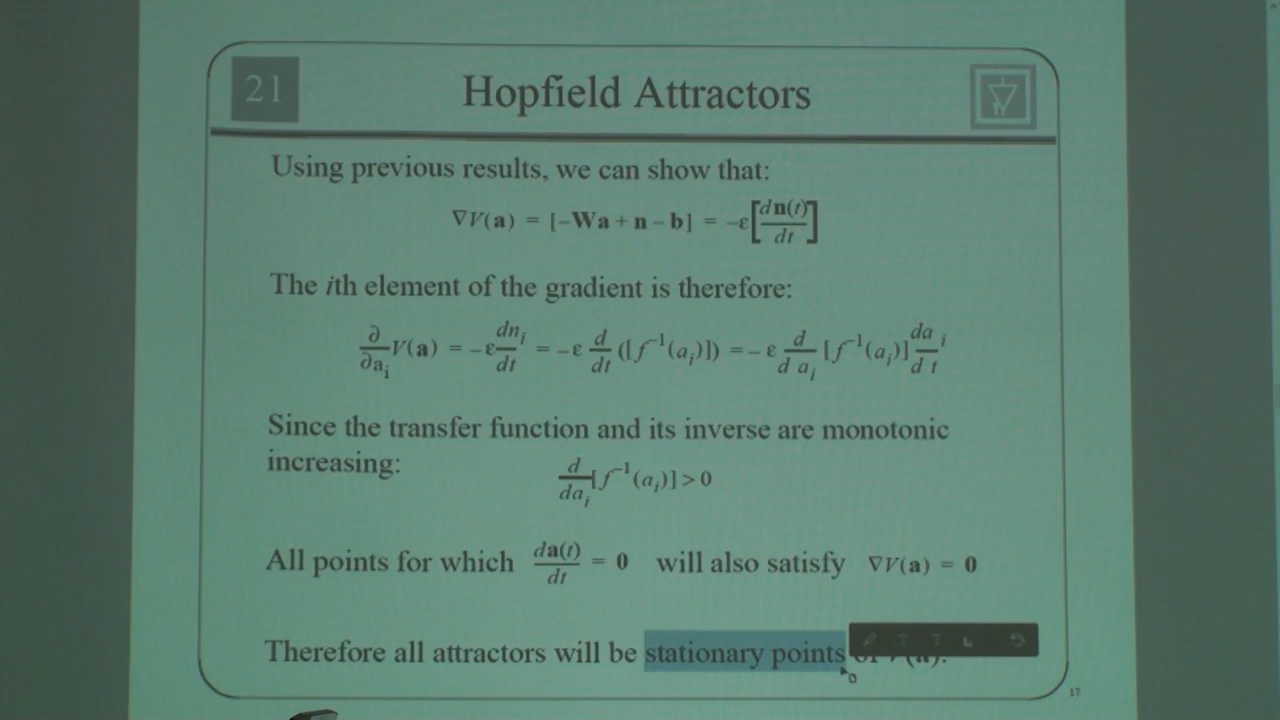 21
Hopfield Attractors
Using previous results, we can show that:
∇V(a) = [−Wa + n − b] = −ε[dn(t)/dt]
The ith element of the gradient is therefore:
∂/∂a_i V(a) = −ε dn_i/dt = −ε d/dt ([f⁻¹(a_i)]) = −ε d/d a_i [f⁻¹(a_i)] da_i/d t
Since the transfer function and its inverse are monotonic
increasing:
d/da_i [f⁻¹(a_i)] > 0
All points for which da(t)/dt = 0 will also satisfy ∇V(a) = 0
Therefore all attractors will be stationary points
17